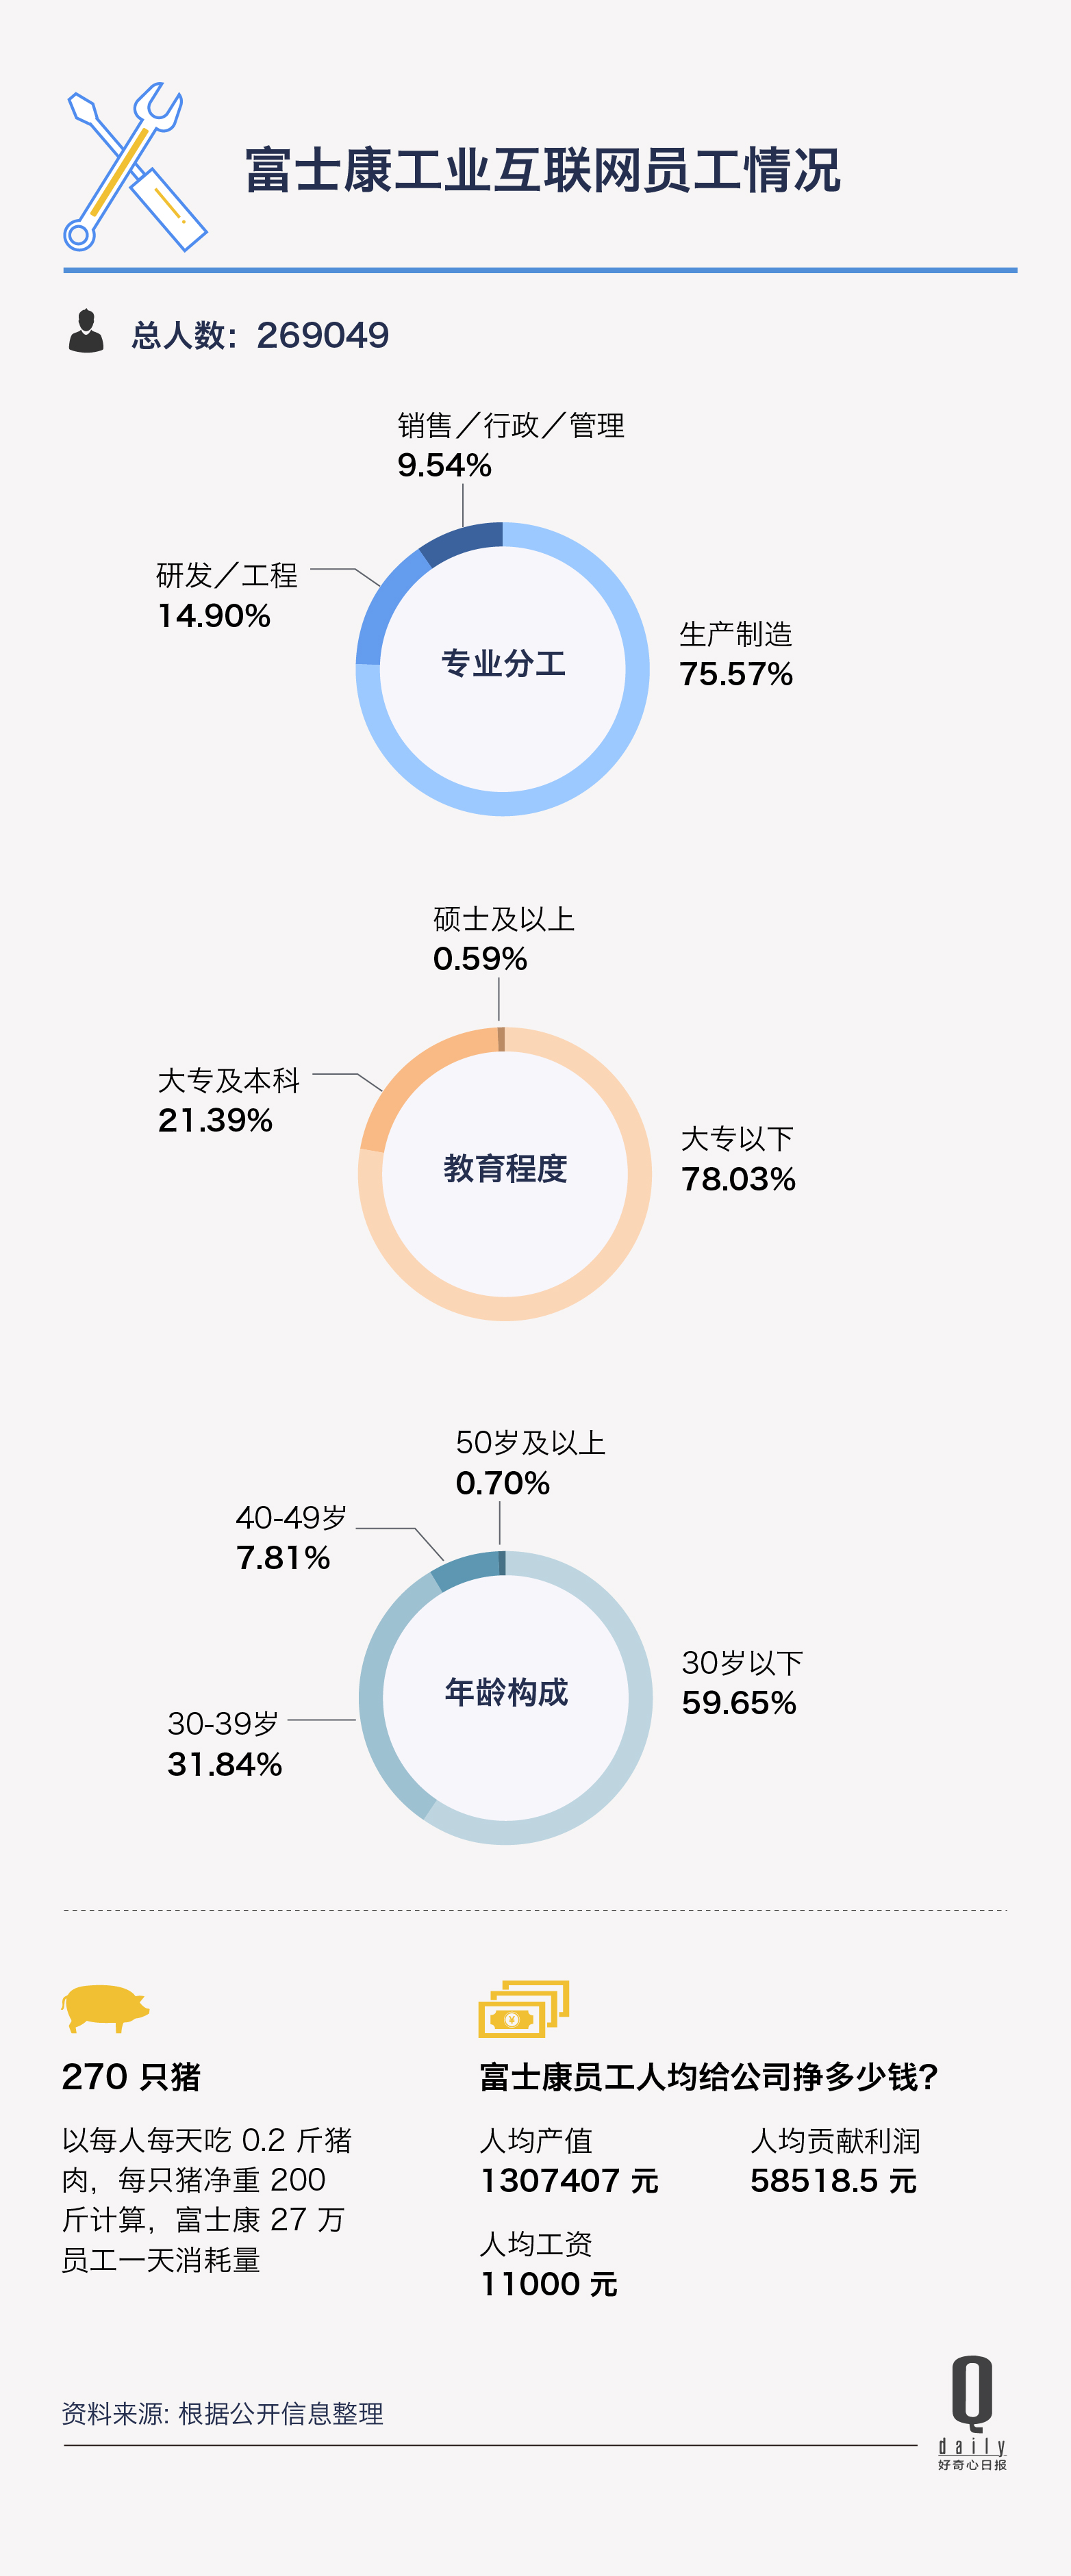 富士康工业互联网员工情况
总人数：269049
销售／行政／管理
9.54%
研发／工程
14.90%
生产制造
75.57%
专业分工
硕士及以上
0.59%
大专及本科
21.39%
大专以下
78.03%
教育程度
50岁及以上
0.70%
40-49岁
7.81%
30岁以下
59.65%
年龄构成
30-39岁
31.84%
270 只猪
以每人每天吃 0.2 斤猪
肉，每只猪净重 200
斤计算，富士康 27 万
员工一天消耗量
¥
富士康员工人均给公司挣多少钱?
人均产值
1307407 元
人均贡献利润
58518.5 元
人均工资
11000 元
资料来源: 根据公开信息整理
Q
daily
好奇心日报